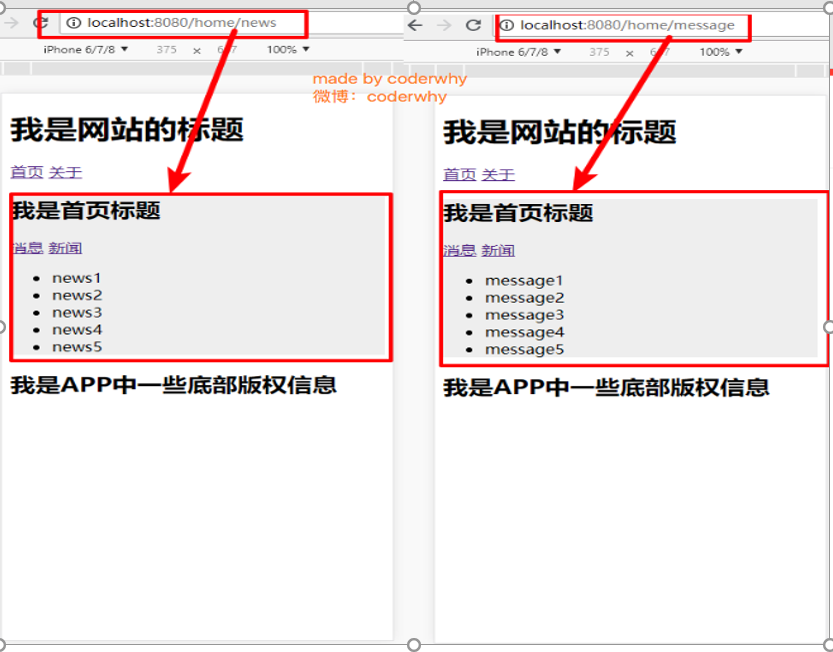 localhost:8080/home/news
iPhone 6/7/8 ▼ 375 × 100% ▼
made by coderwhy
微博：coderwhy
我是网站的标题
首页 关于
我是首页标题
消息 新闻
• news1
• news2
• news3
• news4
• news5
我是APP中一些底部版权信息
localhost:8080/home/message
iPhone 6/7/8 ▼ 375 × 100% ▼
我是网站的标题
首页 关于
我是首页标题
消息 新闻
• message1
• message2
• message3
• message4
• message5
我是APP中一些底部版权信息